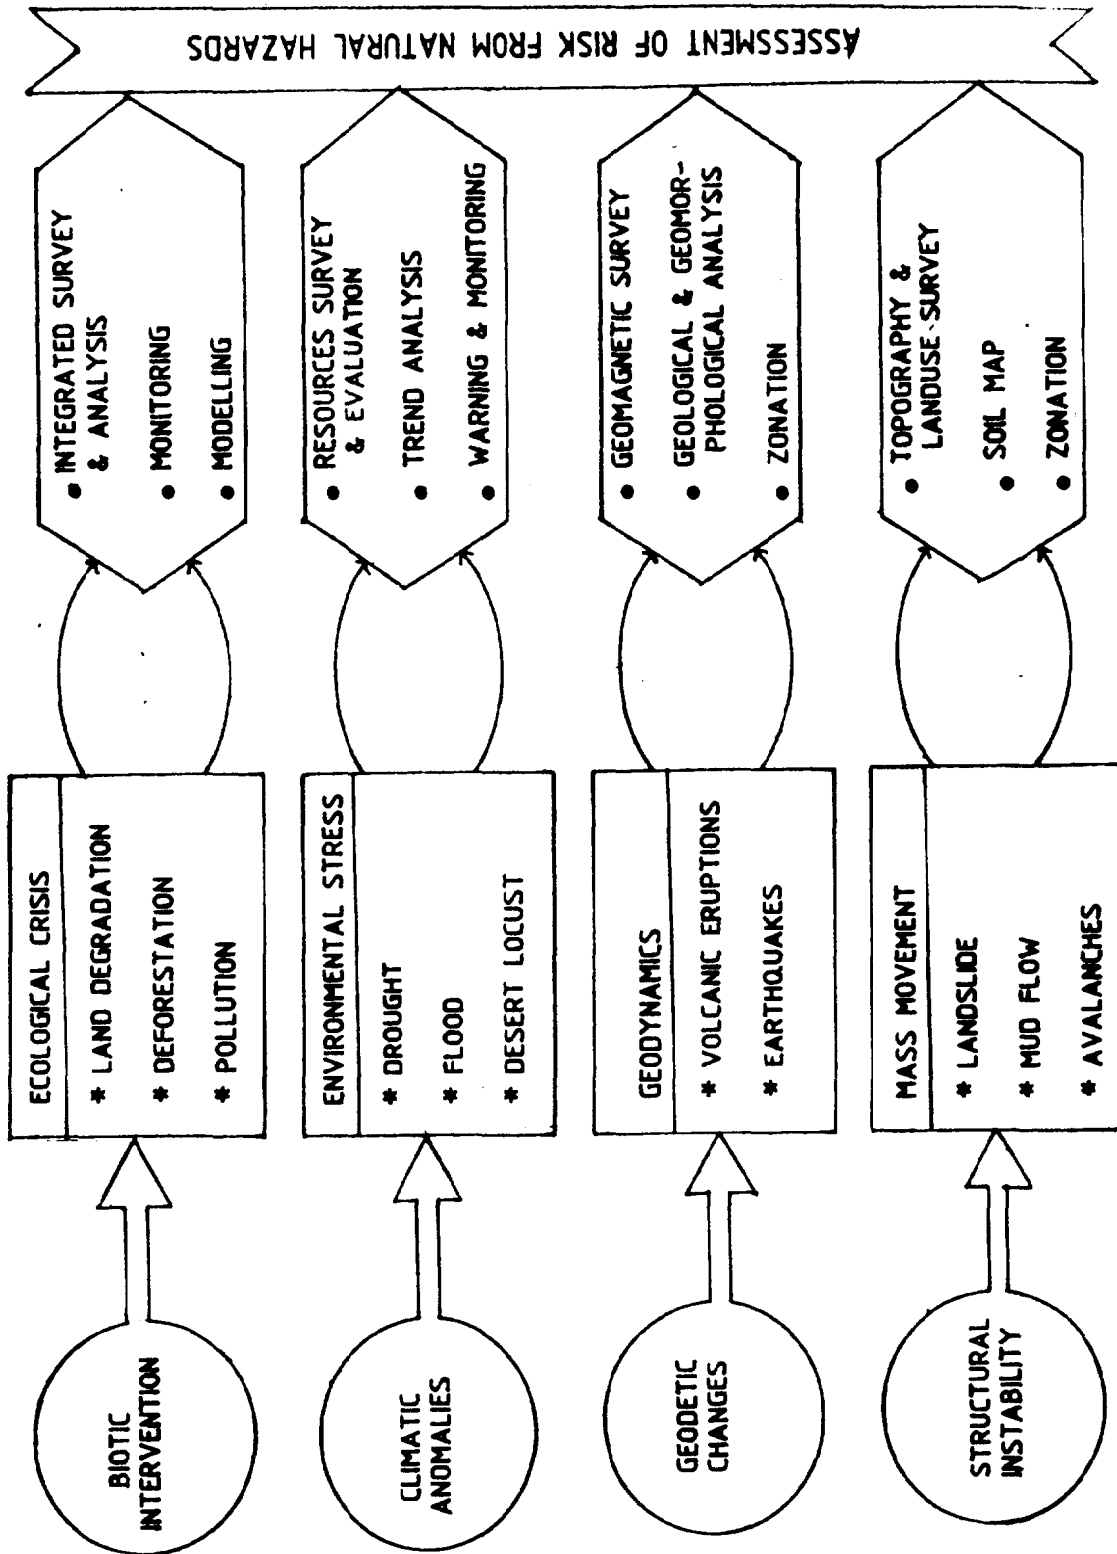 BIOTIC
INTERVENTION
ECOLOGICAL CRISIS
* LAND DEGRADATION
* DEFORESTATION
* POLLUTION
● INTEGRATED SURVEY
& ANALYSIS
● MONITORING
● MODELLING
CLIMATIC
ANOMALIES
ENVIRONMENTAL STRESS
* DROUGHT
* FLOOD
* DESERT LOCUST
● RESOURCES SURVEY
& EVALUATION
● TREND ANALYSIS
● WARNING & MONITORING
GEODETIC
CHANGES
GEODYNAMICS
* VOLCANIC ERUPTIONS
* EARTHQUAKES
● GEOMAGNETIC SURVEY
● GEOLOGICAL & GEOMOR-
PHOLOGICAL ANALYSIS
● ZONATION
STRUCTURAL
INSTABILITY
MASS MOVEMENT
* LANDSLIDE
* MUD FLOW
* AVALANCHES
● TOPOGRAPHY &
LANDUSE SURVEY
● SOIL MAP
● ZONATION
ASSESSMENT OF RISK FROM NATURAL HAZARDS